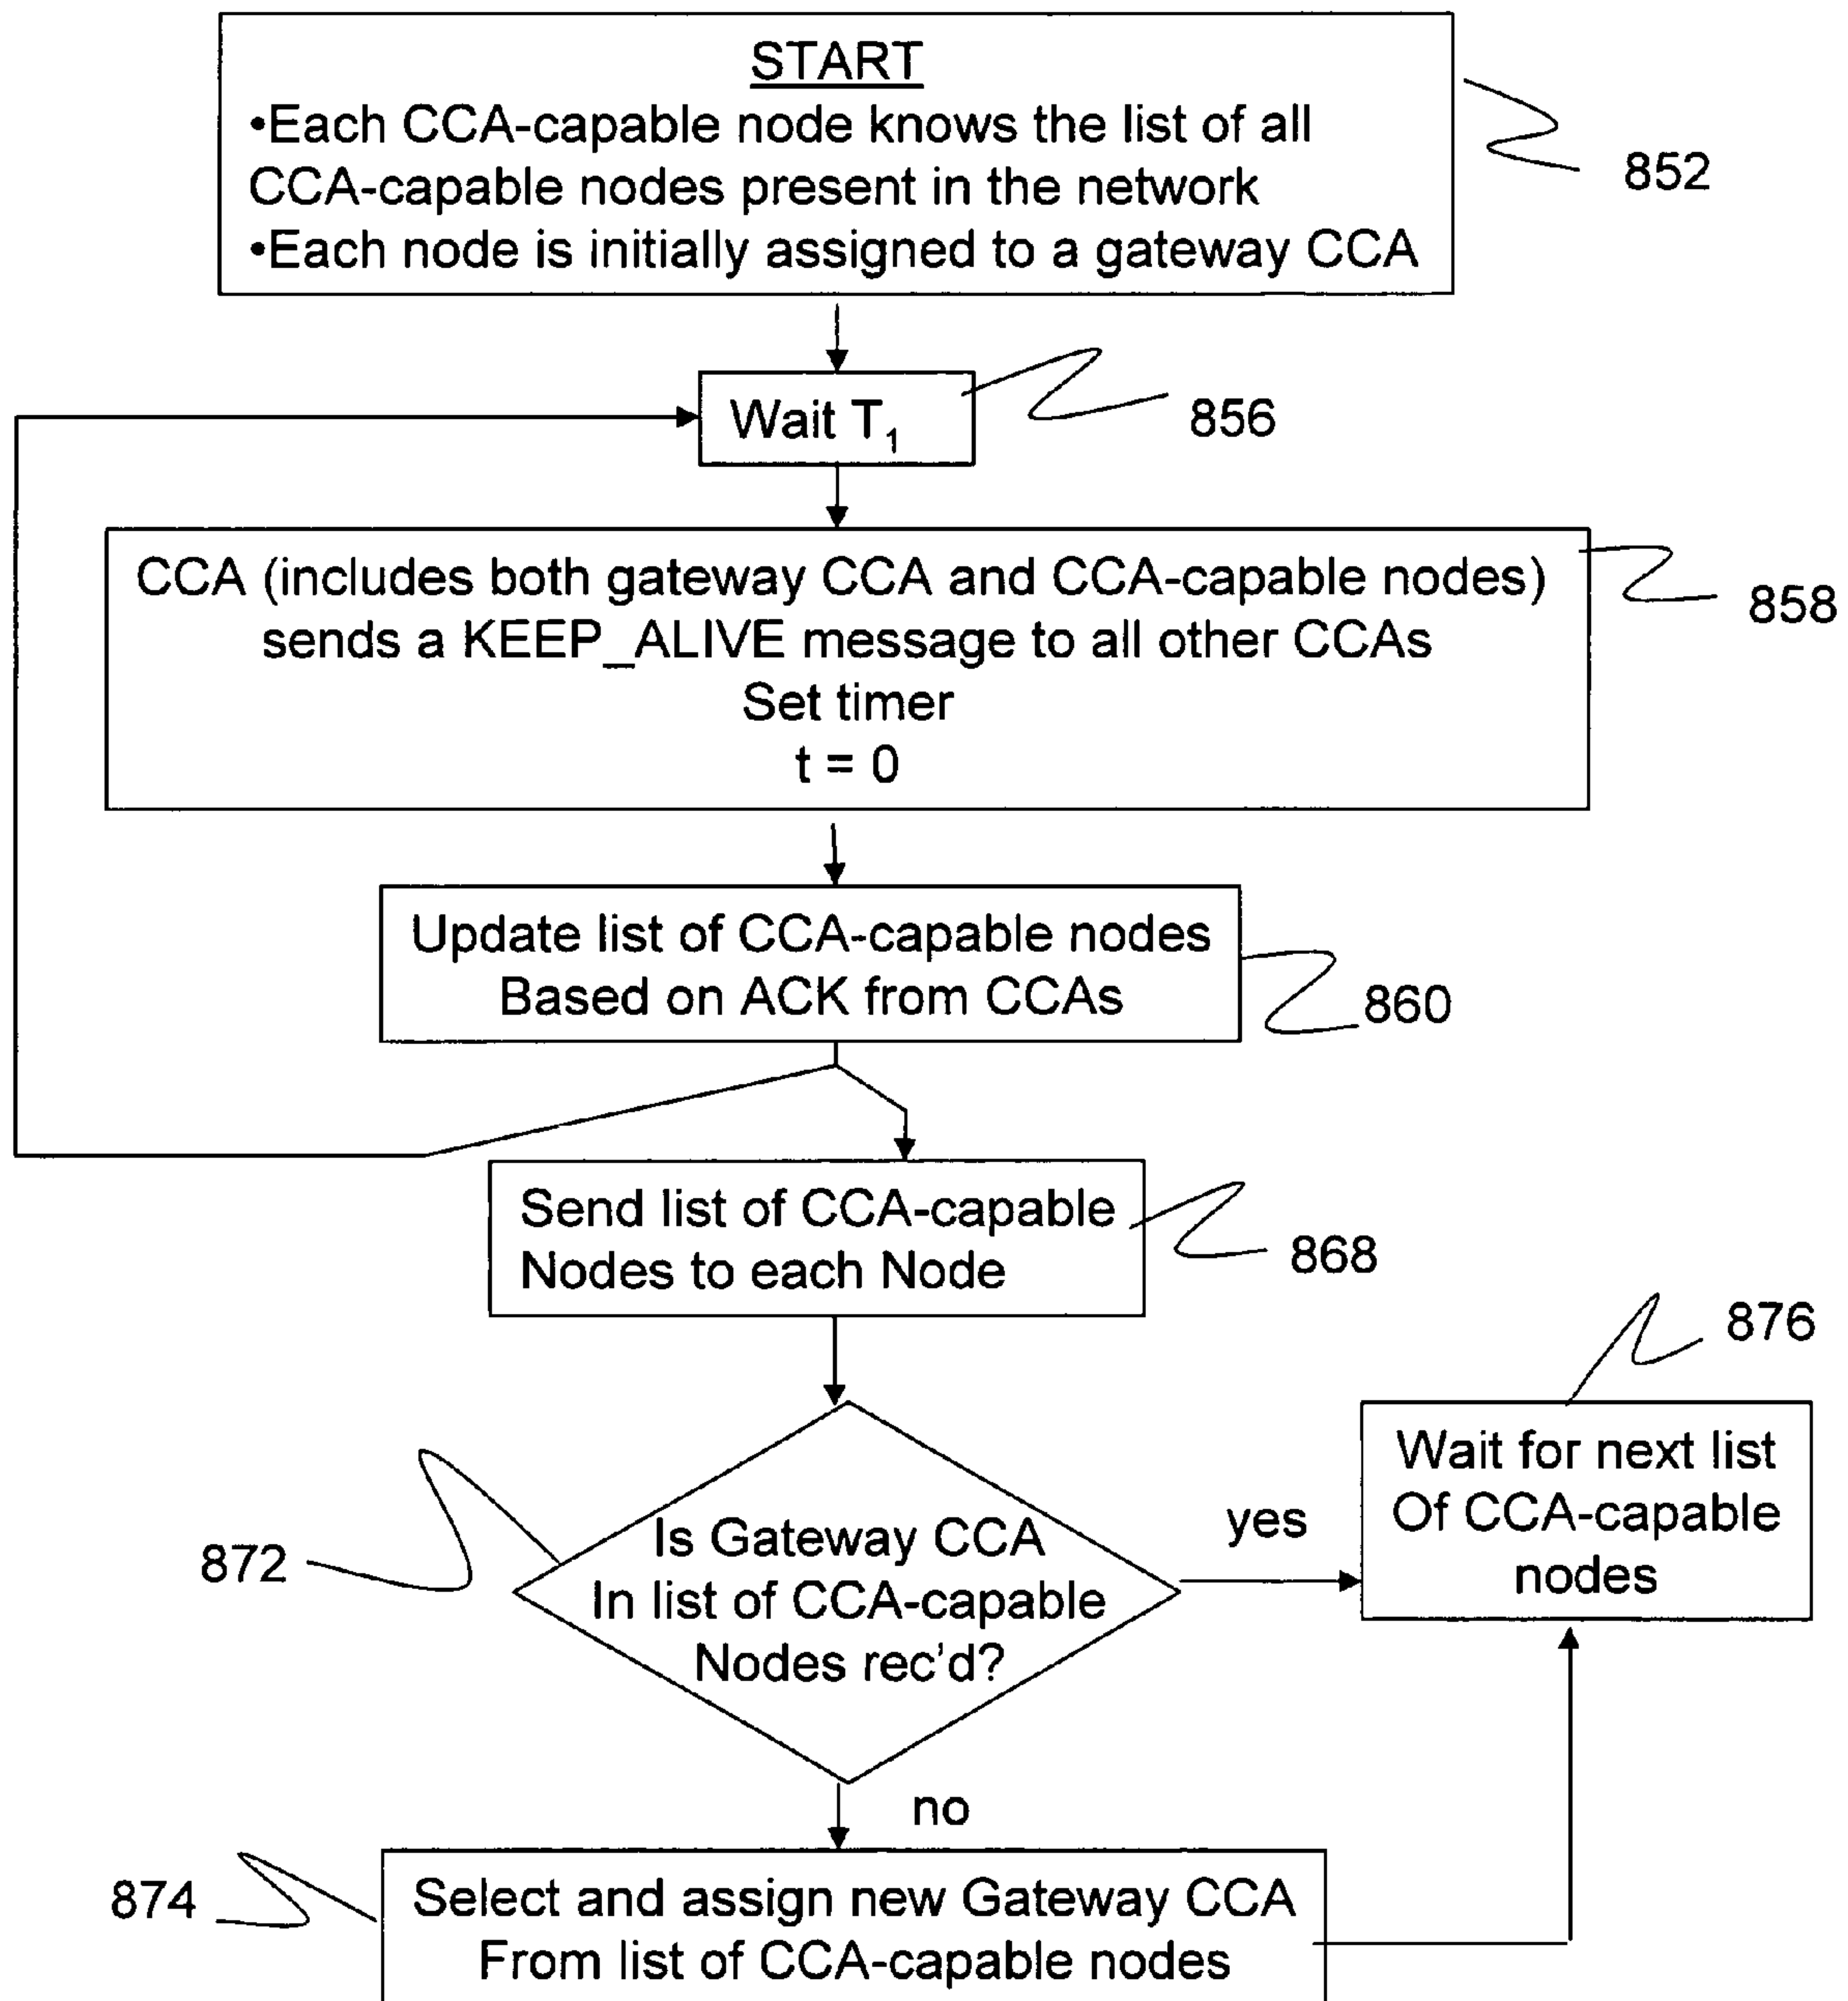 START
•Each CCA-capable node knows the list of all
CCA-capable nodes present in the network
•Each node is initially assigned to a gateway CCA
852
Wait T₁
856
CCA (includes both gateway CCA and CCA-capable nodes)
sends a KEEP_ALIVE message to all other CCAs
Set timer
t = 0
858
Update list of CCA-capable nodes
Based on ACK from CCAs
860
Send list of CCA-capable
Nodes to each Node
868
876
Wait for next list
Of CCA-capable
nodes
yes
872
Is Gateway CCA
In list of CCA-capable
Nodes rec'd?
no
874
Select and assign new Gateway CCA
From list of CCA-capable nodes